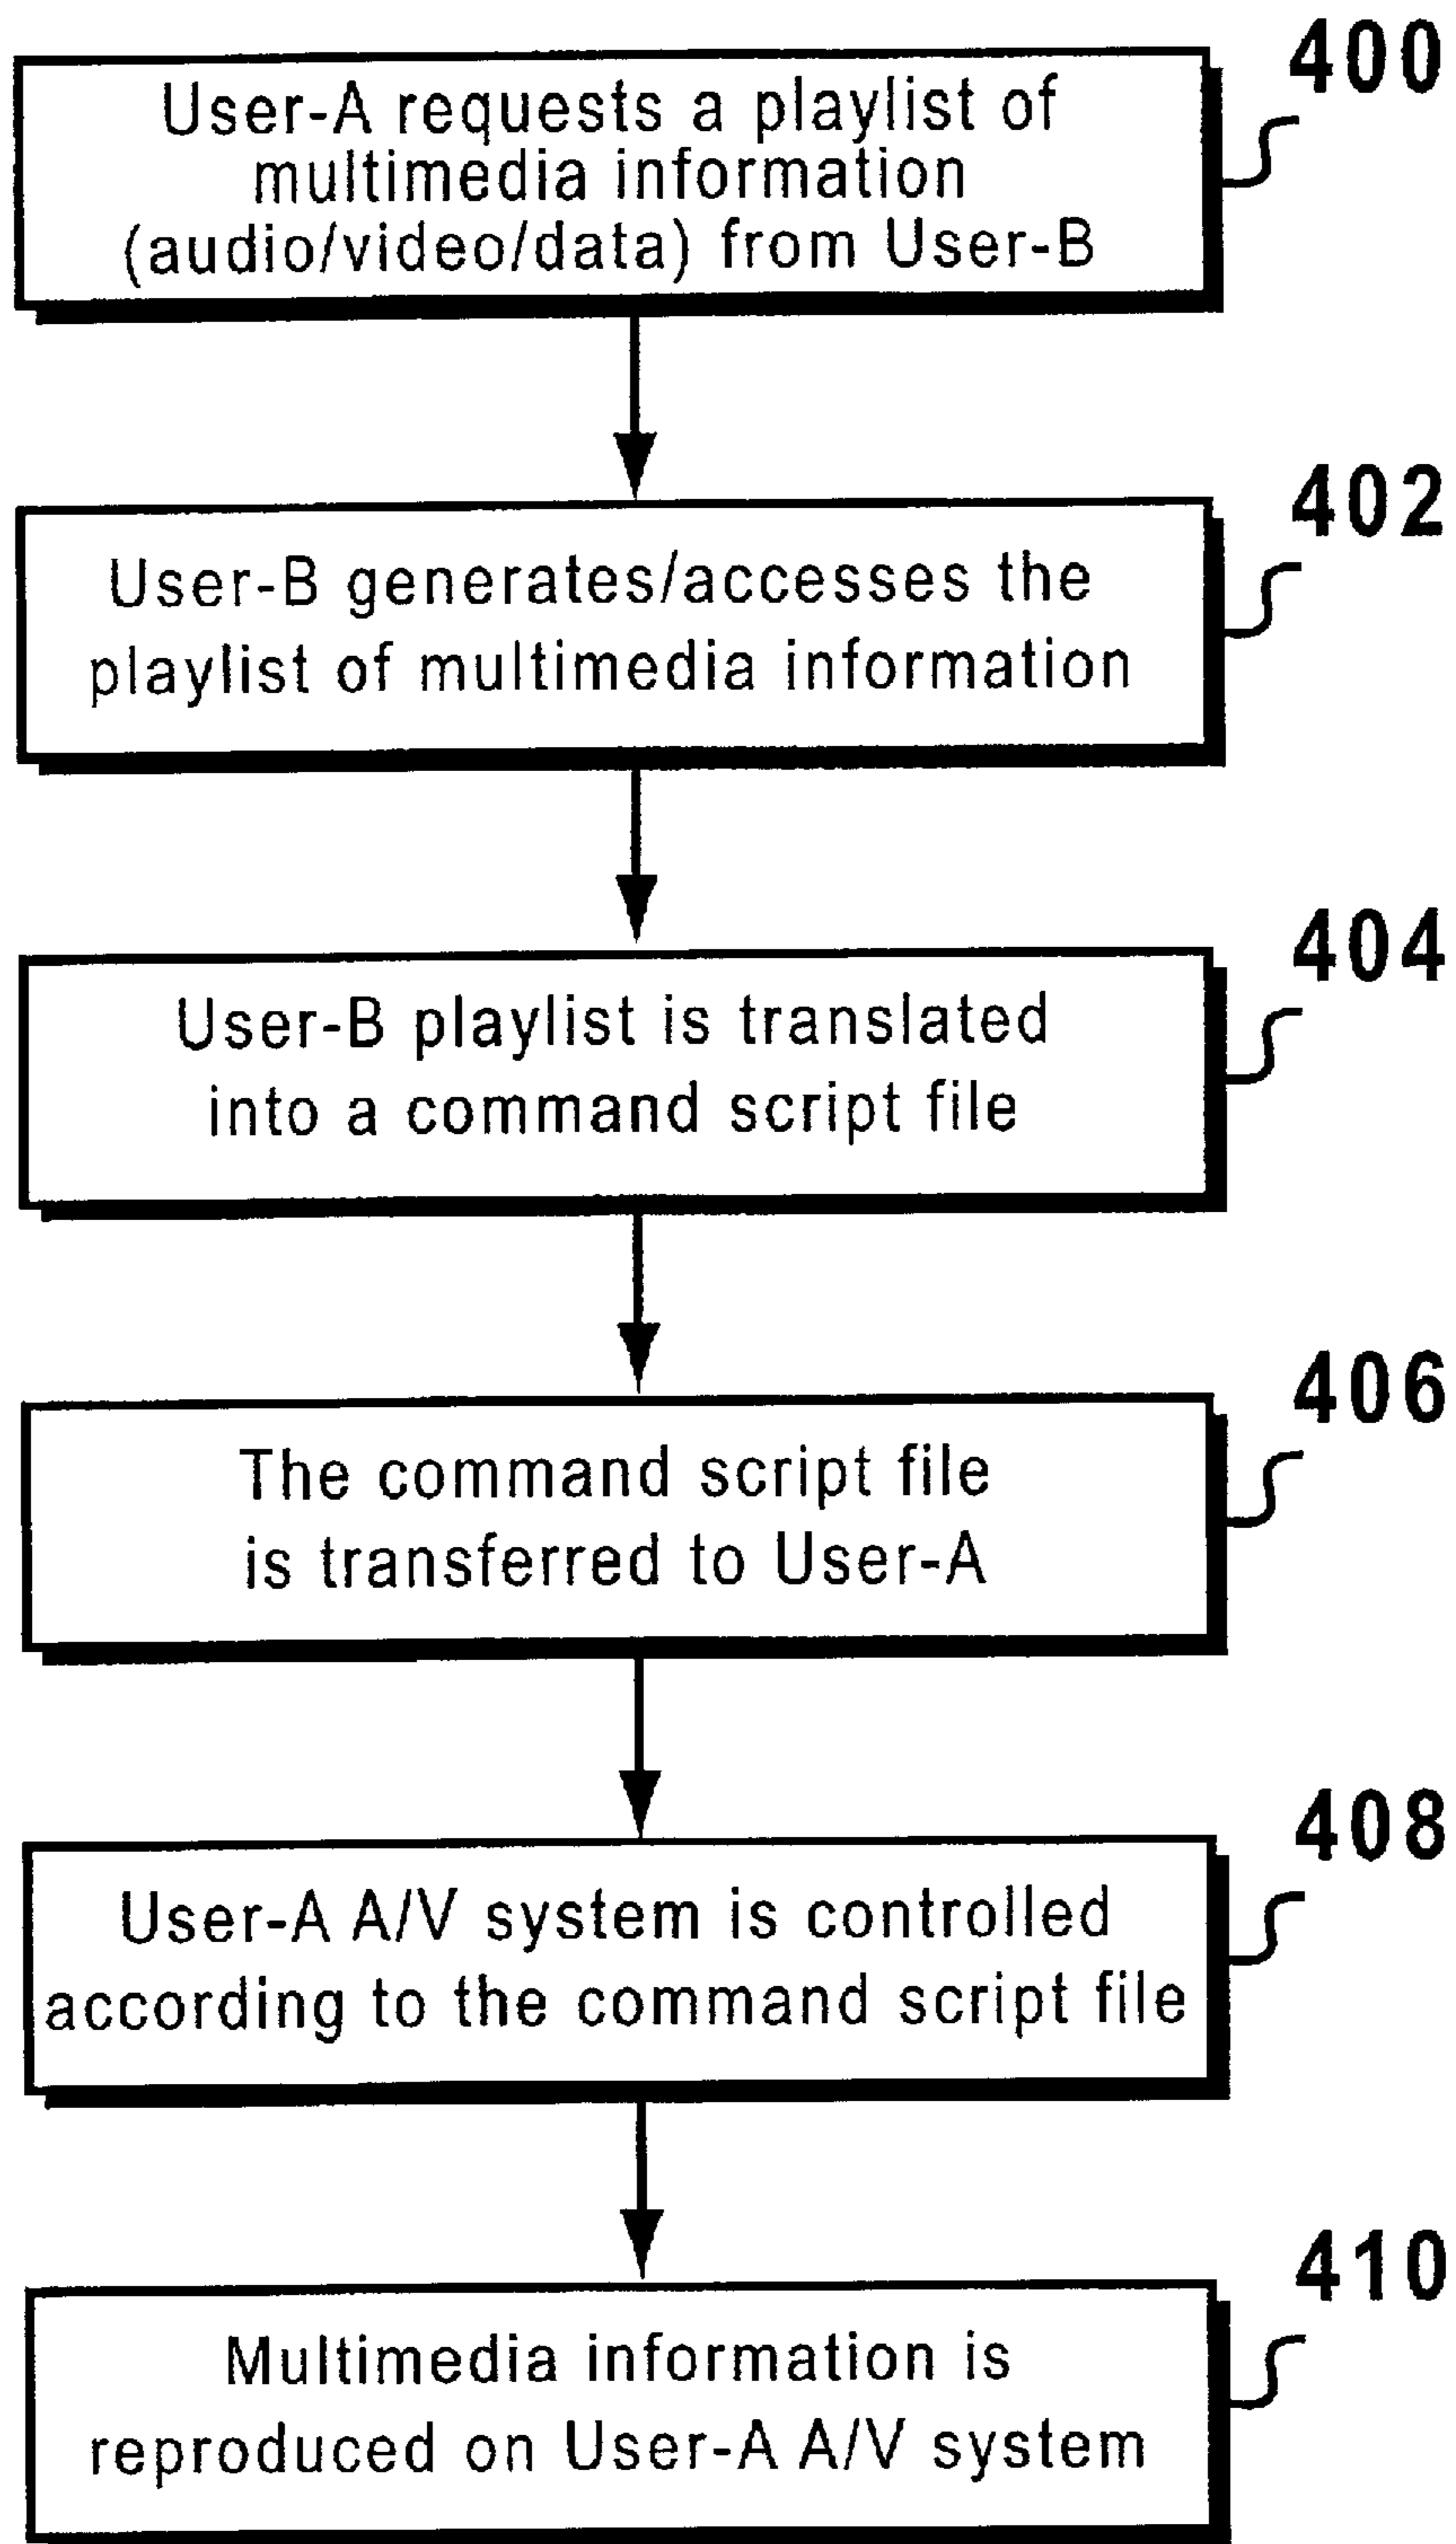 400
User-A requests a playlist of
multimedia information
(audio/video/data) from User-B
402
User-B generates/accesses the
playlist of multimedia information
404
User-B playlist is translated
into a command script file
406
The command script file
is transferred to User-A
408
User-A A/V system is controlled
according to the command script file
410
Multimedia information is
reproduced on User-A A/V system